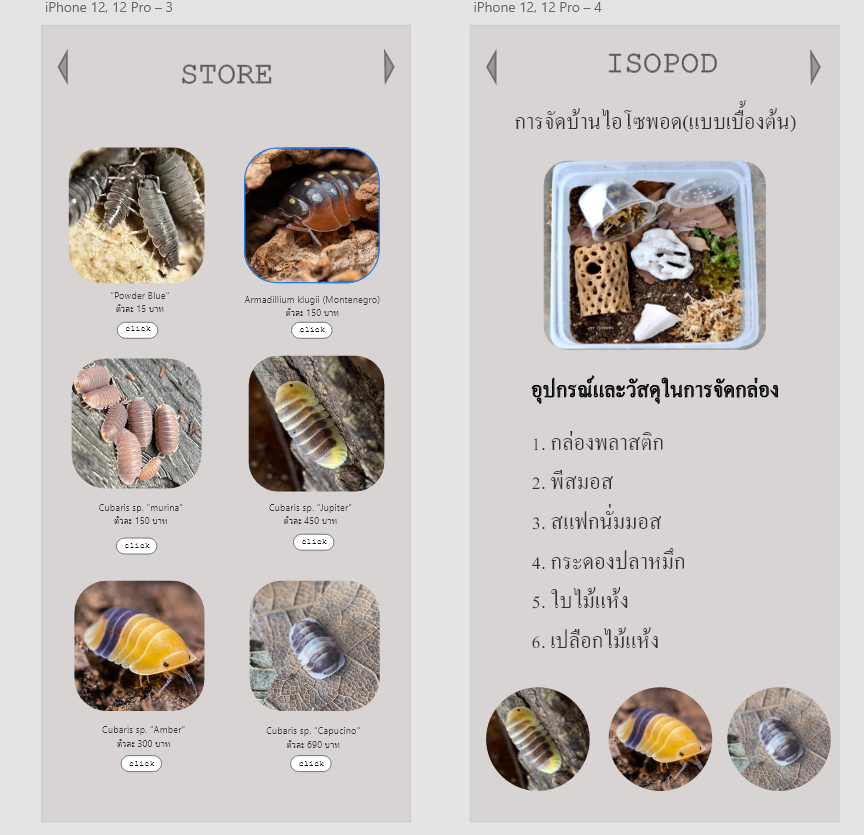 iPhone 12, 12 Pro – 3
STORE
"Powder Blue"
ตัวละ 15 บาท
click
Armadillium klugii (Montenegro)
ตัวละ 150 บาท
click
Cubaris sp. "murina"
ตัวละ 150 บาท
click
Cubaris sp. "Jupiter"
ตัวละ 450 บาท
click
Cubaris sp. "Amber"
ตัวละ 300 บาท
click
Cubaris sp. "Capucino"
ตัวละ 690 บาท
click
iPhone 12, 12 Pro – 4
ISOPOD
การจัดบ้านไอโซพอด(แบบเบื้องต้น)
อุปกรณ์และวัสดุในการจัดกล่อง
1. กล่องพลาสติก
2. พีสมอส
3. สแฟกนั่มมอส
4. กระดองปลาหมึก
5. ใบไม้แห้ง
6. เปลือกไม้แห้ง